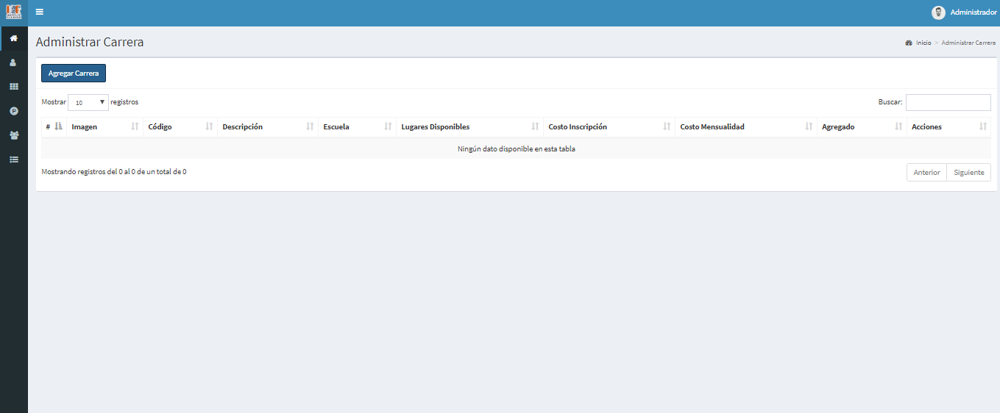 Administrador
Administrar Carrera
Inicio > Administrar Carrera
Agregar Carrera
Mostrar 10 registros
Buscar:
# Imagen Código Descripción Escuela Lugares Disponibles Costo Inscripción Costo Mensualidad Agregado Acciones
Ningún dato disponible en esta tabla
Mostrando registros del 0 al 0 de un total de 0
Anterior Siguiente